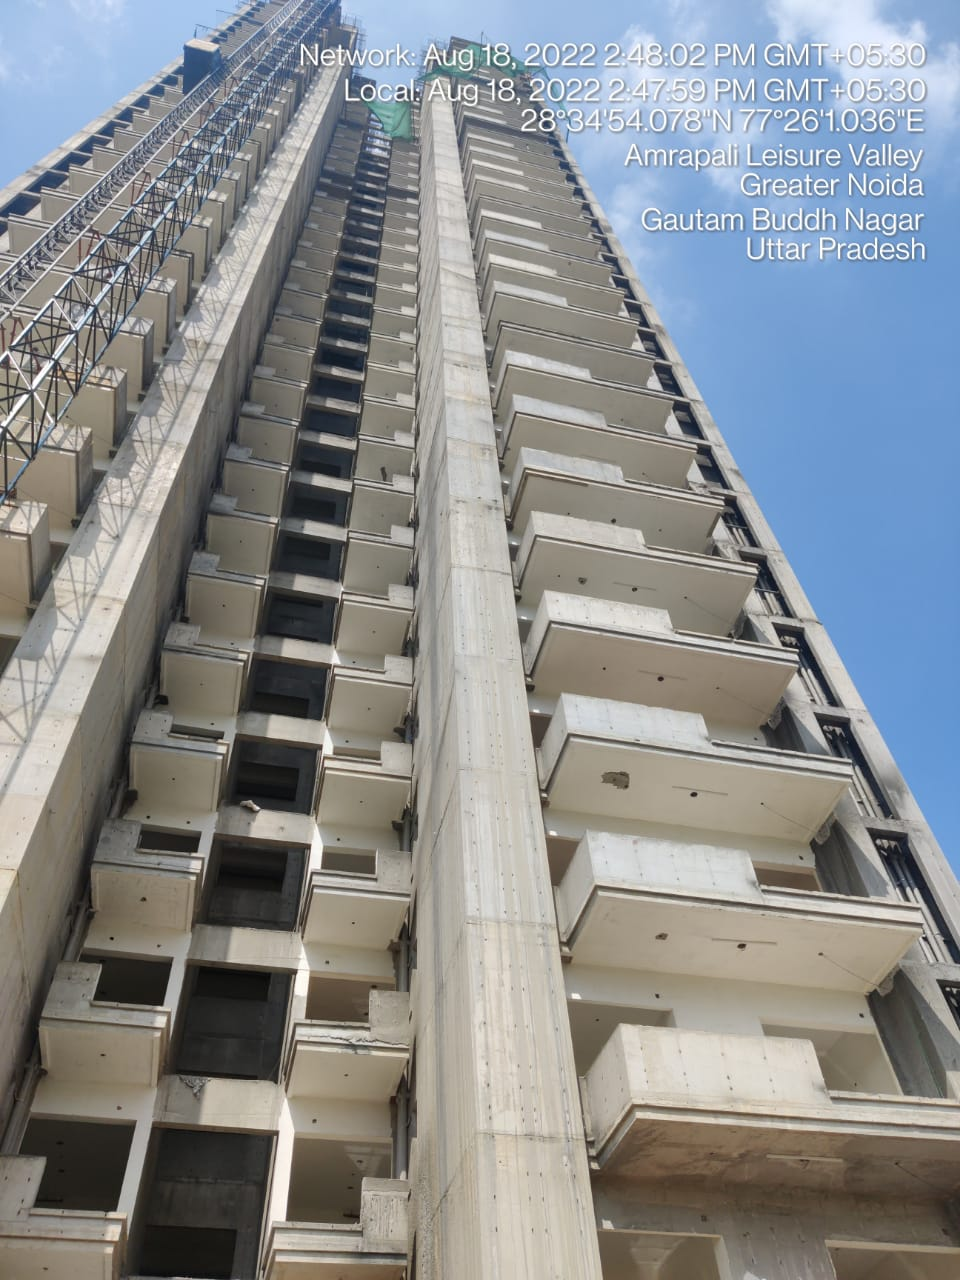 Network: Aug 18, 2022 2:48:02 PM GMT+05:30
Local: Aug 18, 2022 2:47:59 PM GMT+05:30
28°34'54.078"N 77°26'1.036"E
Amrapali Leisure Valley
Greater Noida
Gautam Buddh Nagar
Uttar Pradesh